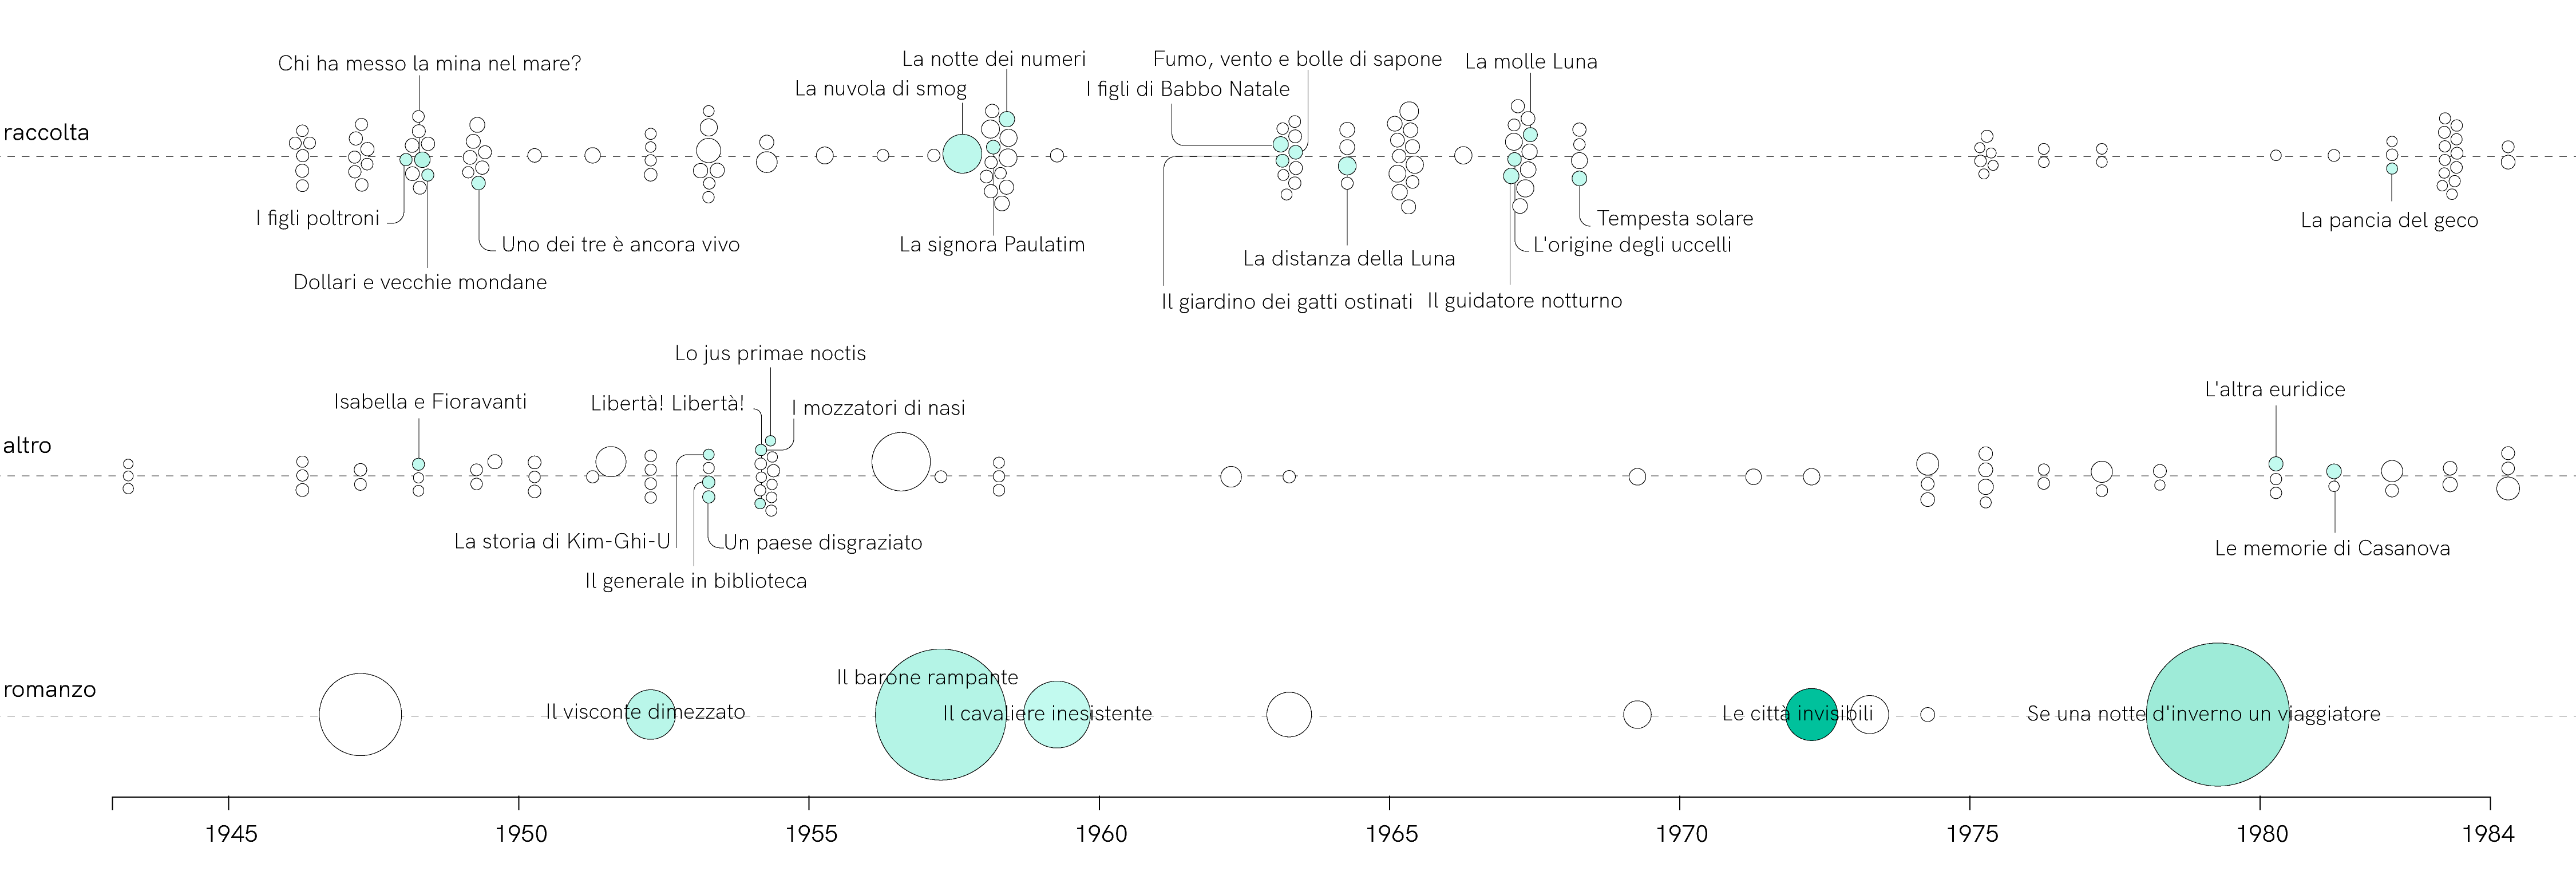 La notte dei numeri
Fumo, vento e bolle di sapone
La molle Luna
Chi ha messo la mina nel mare?
La nuvola di smog
I figli di Babbo Natale
raccolta
I figli poltroni
Tempesta solare
La pancia del geco
Uno dei tre è ancora vivo
La signora Paulatim
L'origine degli uccelli
La distanza della Luna
Dollari e vecchie mondane
Il giardino dei gatti ostinati
Il guidatore notturno
Lo jus primae noctis
L'altra euridice
Isabella e Fioravanti
Libertà! Libertà!
I mozzatori di nasi
altro
La storia di Kim-Ghi-U
Un paese disgraziato
Le memorie di Casanova
Il generale in biblioteca
Il barone rampante
romanzo
Il visconte dimezzato
Il cavaliere inesistente
Le città invisibili
Se una notte d'inverno un viaggiatore
1945
1950
1955
1960
1965
1970
1975
1980
1984